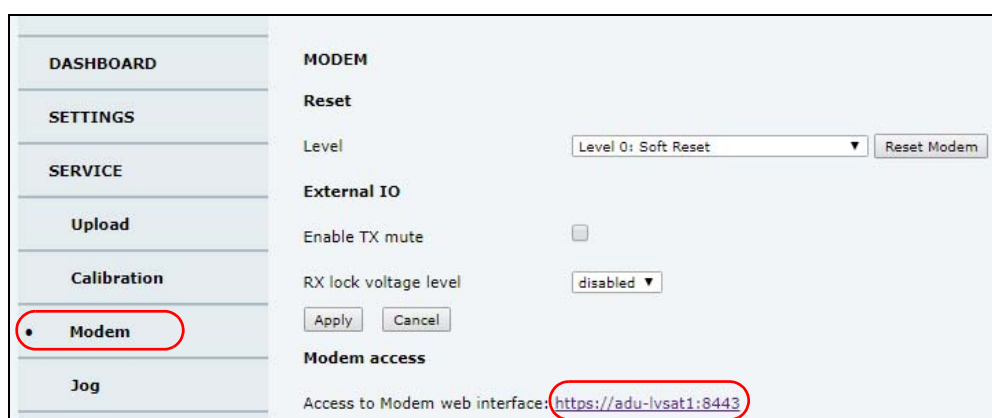 DASHBOARD
SETTINGS
SERVICE
Upload
Calibration
• Modem
Jog
MODEM
Reset
Level Level 0: Soft Reset ▼ Reset Modem
External IO
Enable TX mute
RX lock voltage level disabled ▼
Apply Cancel
Modem access
Access to Modem web interface: https://adu-lvsat1:8443